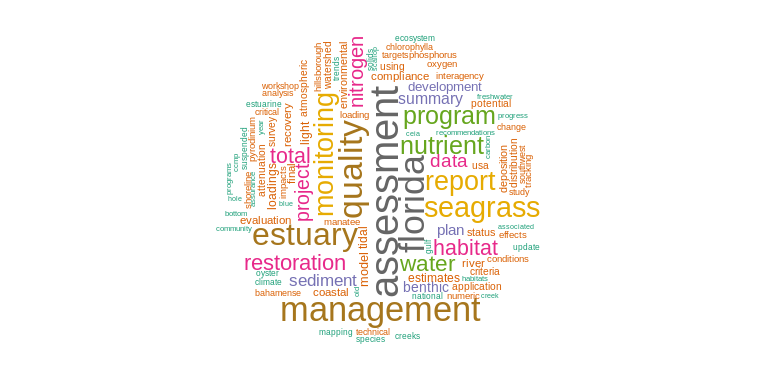 ecosystem
chlorophylla
targets phosphorus
oxygen
using
solids
scallop
trends
watershed
hillsborough
environmental
nitrogen
compliance
interagency
workshop
analysis
atmospheric
development
summary
freshwater
potential
estuarine
critical
loading
program
progress
change
year
pyrodinium
suspended
survey
recovery
light
monitoring
quality
assessment
ceia
recommendations
nutrient
carbon
data
usa
total
project
final
impacts
loadings
attenuation
assurance
shoreline
ccmp
programs
hole
blue
deposition
distribution
southwest
tracking
study
report
seagrass
florida
bottom
community
evaluation
manatee
estuary
model
tidal
plan
status
associated
effects
gulf
habitat
update
restoration
water
river
conditions
criteria
oyster
climate
sediment
estimates
habitats
benthic
application
bahamense
coastal
old
national
numeric
creek
management
mapping
technical
species
creeks